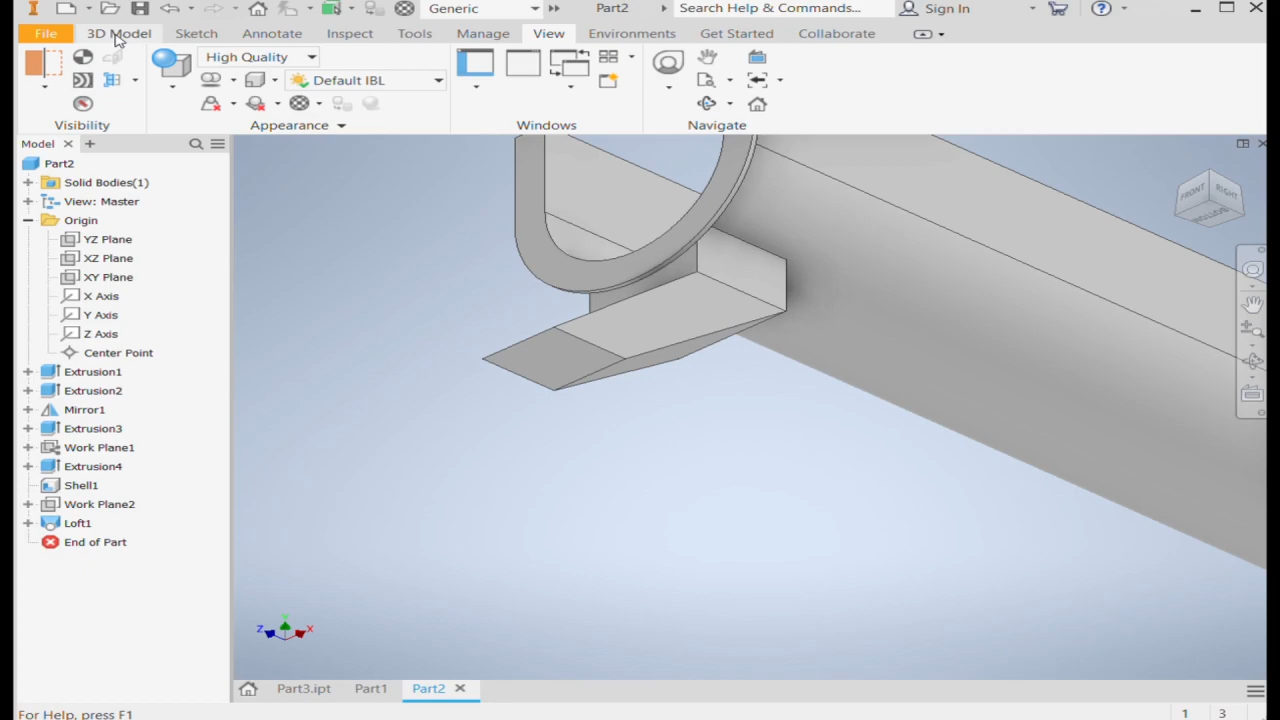 Generic
Part2
Search Help & Commands...
Sign In
File
3D Model
Sketch
Annotate
Inspect
Tools
Manage
View
Environments
Get Started
Collaborate
High Quality
Default IBL
Visibility
Appearance
Windows
Navigate
Model
Part2
Solid Bodies(1)
View: Master
Origin
YZ Plane
XZ Plane
XY Plane
X Axis
Y Axis
Z Axis
Center Point
Extrusion1
Extrusion2
Mirror1
Extrusion3
Work Plane1
Extrusion4
Shell1
Work Plane2
Loft1
End of Part
FRONT
RIGHT
BOTTOM
Y
Z
X
Part3.ipt
Part1
Part2
For Help, press F1
1
3